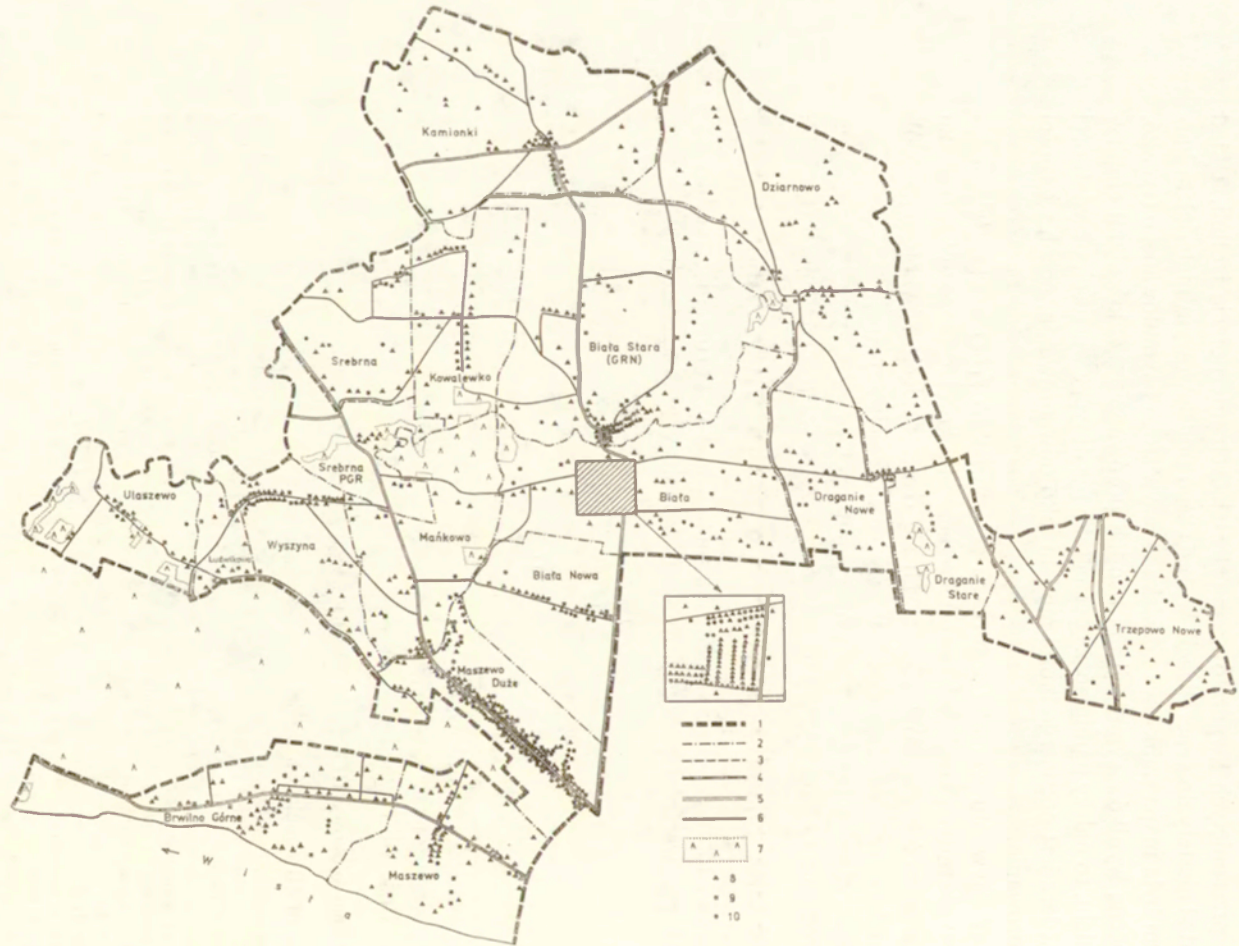 Kamionki
Dziarnowo
Biała Stara
(GRN)
Srebrna
Kowalewko
Srebrna
PGR
Ulaszewo
Ludwikowo
Wyszyna
Mańkowo
Biała
Draganie
Nowe
Biała Nowa
Draganie
Stare
Trzepowo Nowe
Maszewo
Duże
Brwilno Górne
Maszewo
Wisła
1
2
3
4
5
6
7
8
9
10